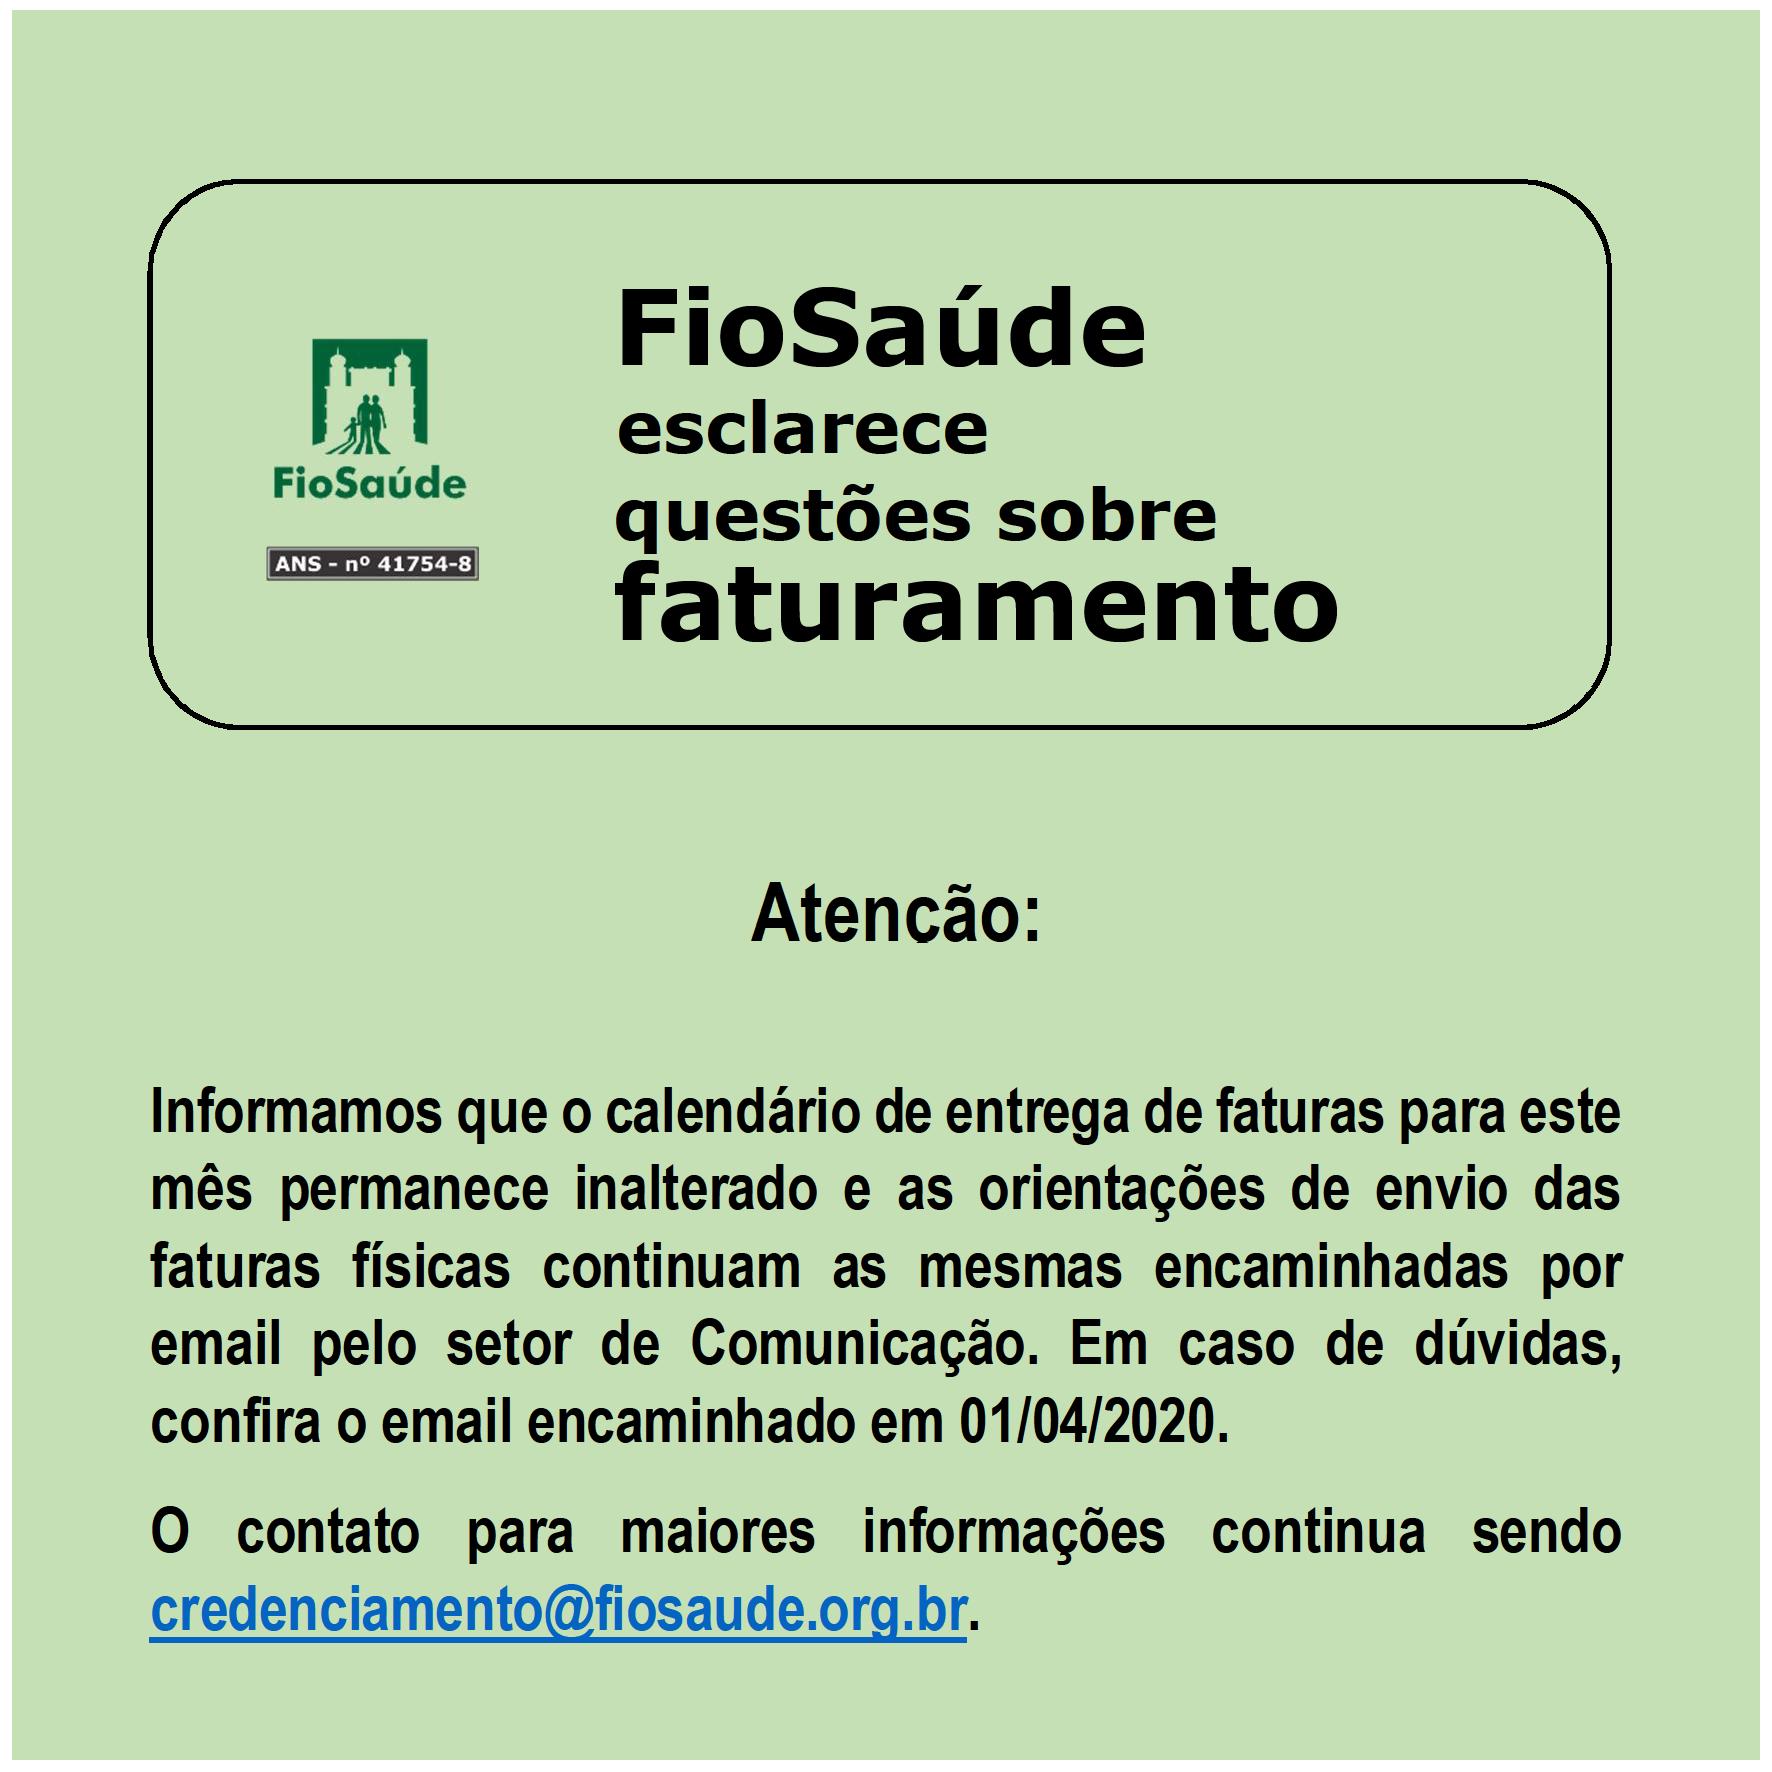 FioSaúde
ANS - nº 41754-8
FioSaúde
esclarece
questões sobre
faturamento
Atenção:
Informamos que o calendário de entrega de faturas para este
mês permanece inalterado e as orientações de envio das
faturas físicas continuam as mesmas encaminhadas por
email pelo setor de Comunicação. Em caso de dúvidas,
confira o email encaminhado em 01/04/2020.
O contato para maiores informações continua sendo
credenciamento@fiosaude.org.br.